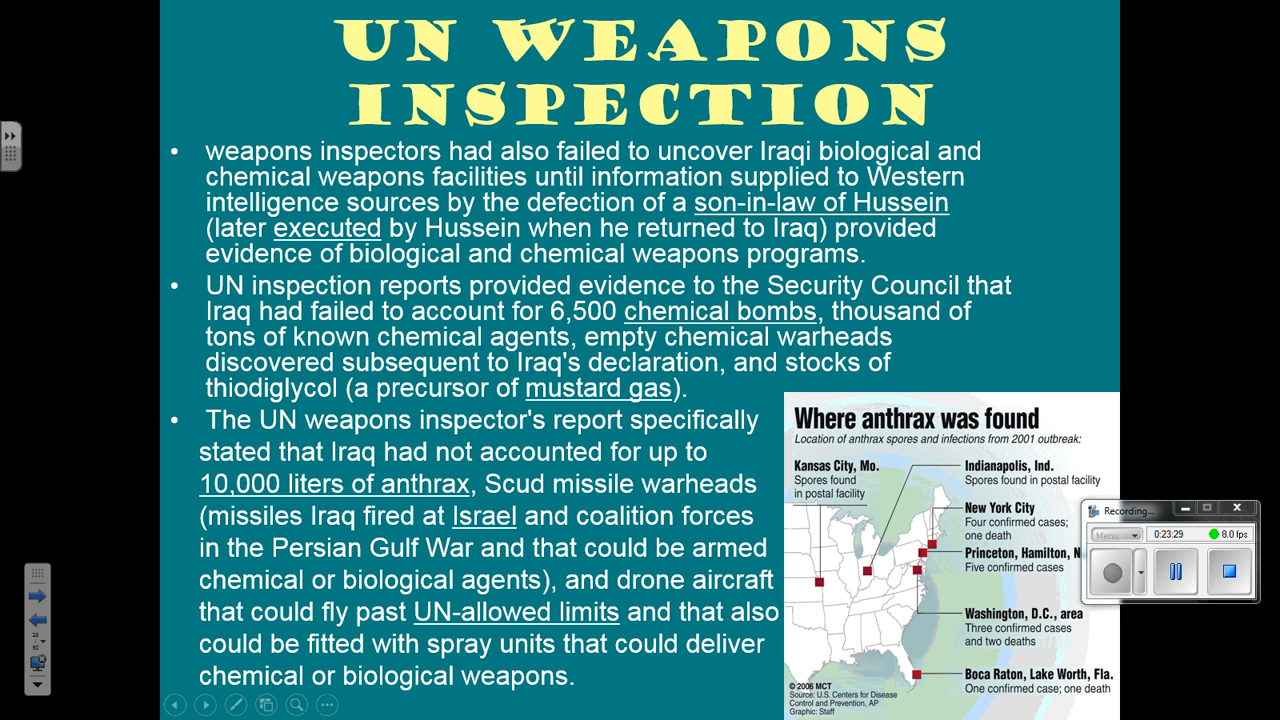 UN WEAPONS
INSPECTION
• weapons inspectors had also failed to uncover Iraqi biological and
chemical weapons facilities until information supplied to Western
intelligence sources by the defection of a son-in-law of Hussein
(later executed by Hussein when he returned to Iraq) provided
evidence of biological and chemical weapons programs.
• UN inspection reports provided evidence to the Security Council that
Iraq had failed to account for 6,500 chemical bombs, thousand of
tons of known chemical agents, empty chemical warheads
discovered subsequent to Iraq's declaration, and stocks of
thiodiglycol (a precursor of mustard gas).
• The UN weapons inspector's report specifically
stated that Iraq had not accounted for up to
10,000 liters of anthrax, Scud missile warheads
(missiles Iraq fired at Israel and coalition forces
in the Persian Gulf War and that could be armed
chemical or biological agents), and drone aircraft
that could fly past UN-allowed limits and that also
could be fitted with spray units that could deliver
chemical or biological weapons.
Where anthrax was found
Location of anthrax spores and infections from 2001 outbreak:
Kansas City, Mo.
Spores found
in postal facility
Indianapolis, Ind.
Spores found in postal facility
New York City
Four confirmed cases;
one death
Princeton, Hamilton, N
Five confirmed cases
Washington, D.C., area
Three confirmed cases
and two deaths
Boca Raton, Lake Worth, Fla.
One confirmed case; one death
© 2006 MCT
Source: U.S. Centers for Disease
Control and Prevention, AP
Graphic: Staff
Recording...
Menu
0:23:29
8.0 fps